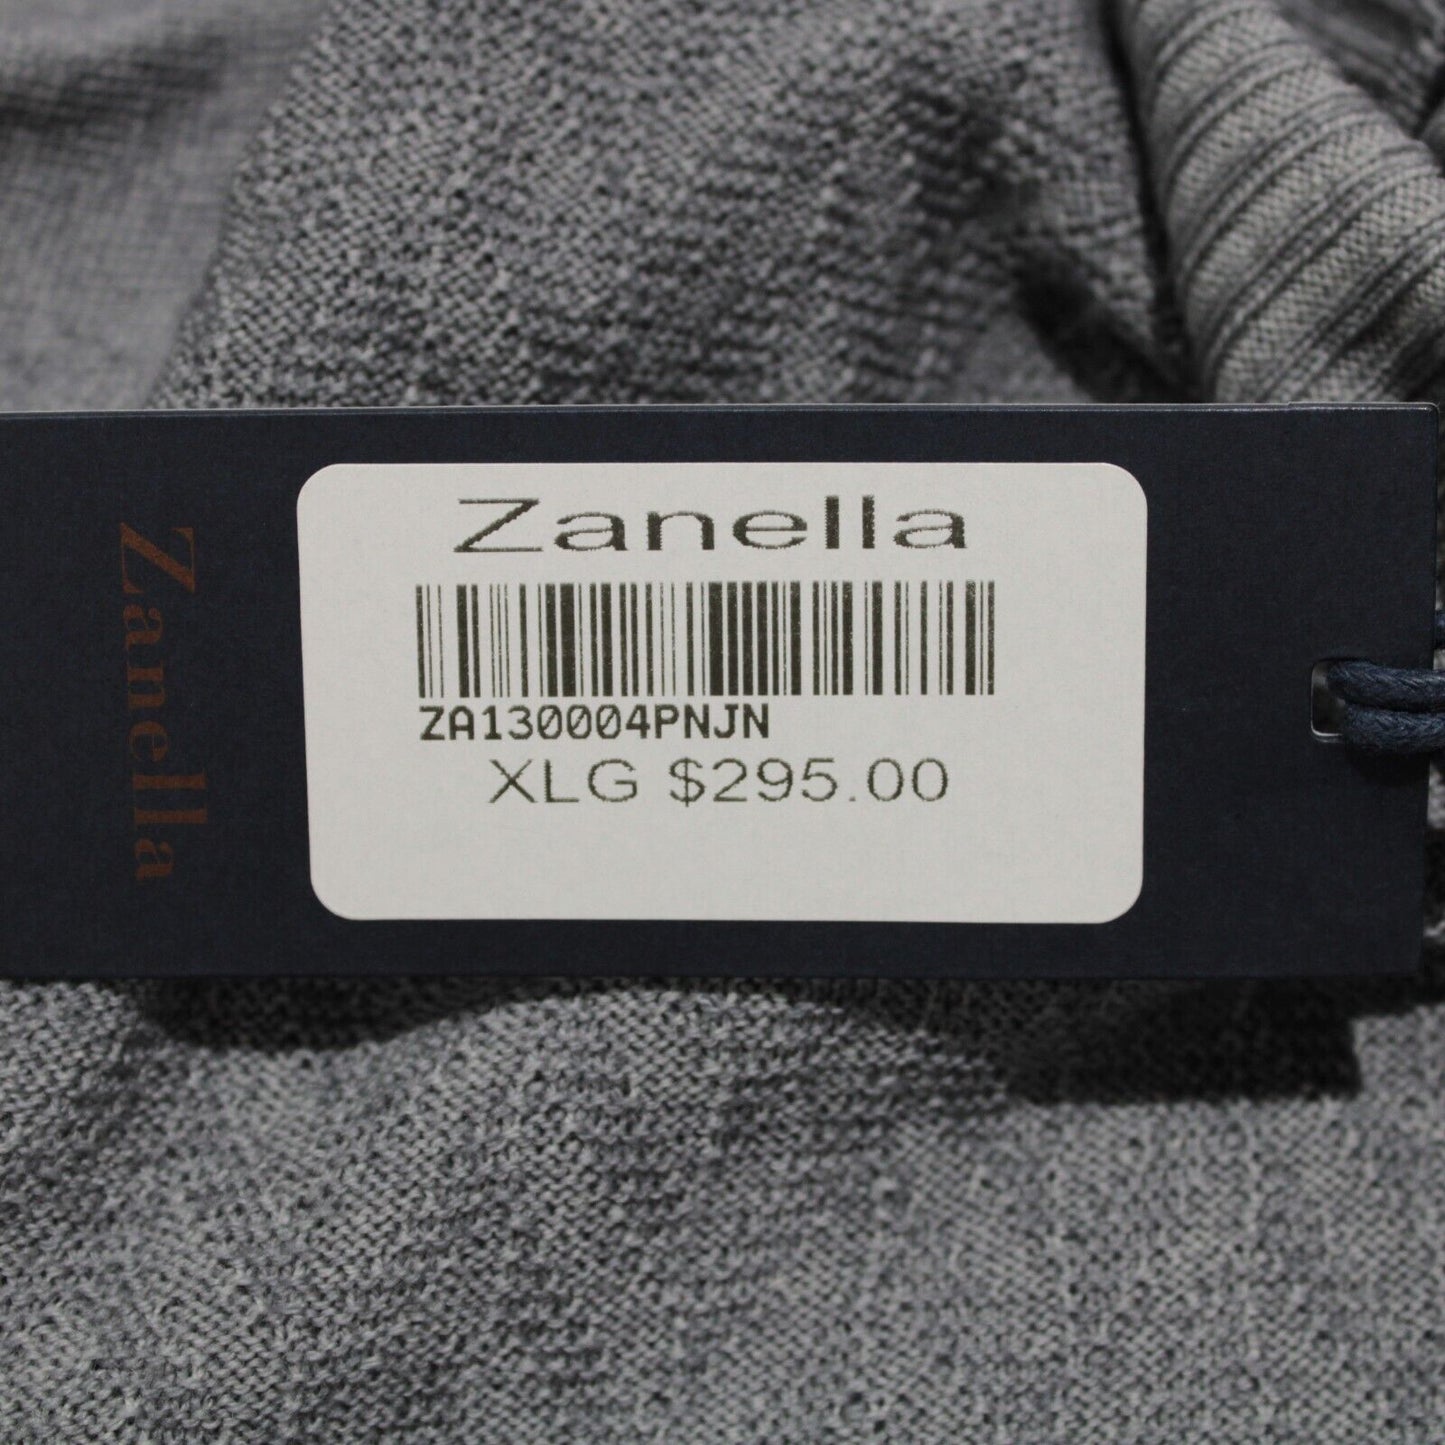 Zanella
Zanella
ZA130004PNJN
XLG $295.00